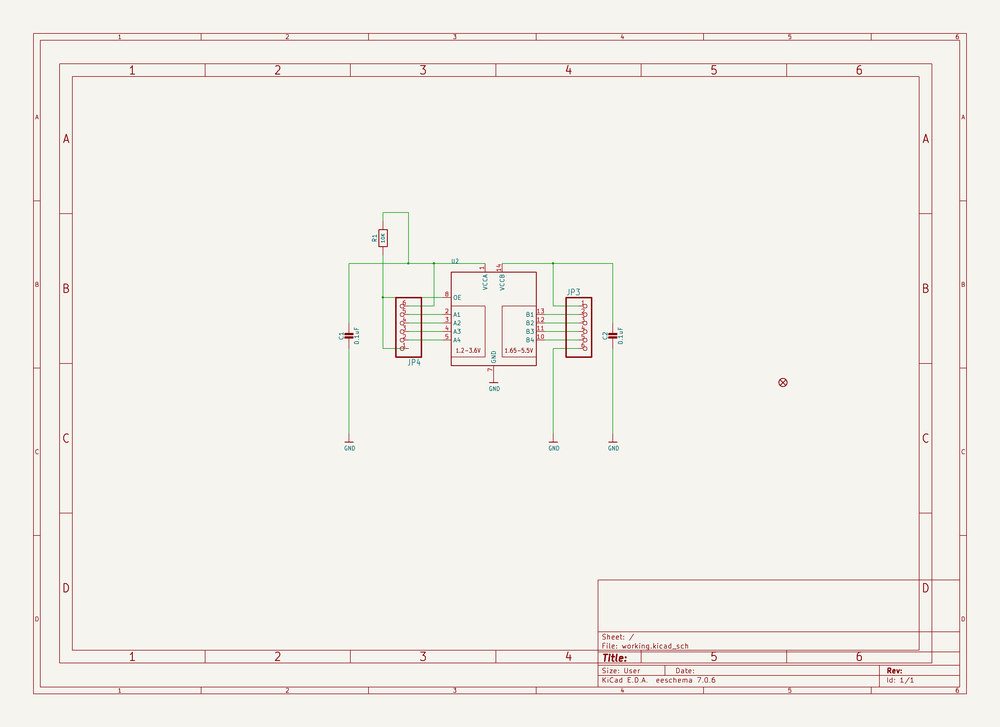 1 2 3 4 5 6
1 2 3 4 5 6
A A A A
R1 10K
U2
1 14
VCCA VCCB
B B B B
8 OE
JP3
6 1
2 A1 B1 13
3 A2 B2 12
4 A3 B3 11
5 A4 B4 10
C1 0.1uF
C2 0.1uF
1.2-3.6V 1.65-5.5V
GND
7
JP4
GND
GND GND GND
C C C C
D D D D
Sheet: /
File: working.kicad_sch
Title:
Size: User Date: Rev:
KiCad E.D.A. eeschema 7.0.6 Id: 1/1
1 2 3 4 5 6
1 2 3 4 5 6